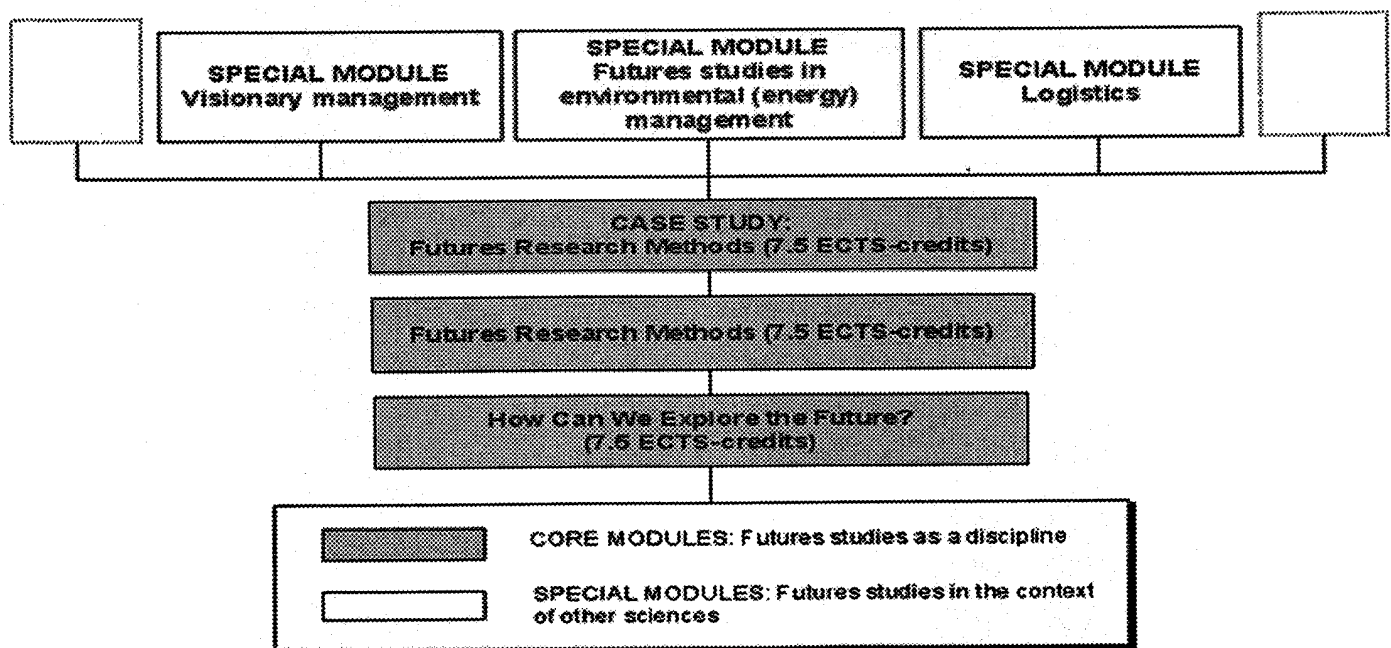 SPECIAL MODULE
Visionary management
SPECIAL MODULE
Futures studies in
environmental (energy)
management
SPECIAL MODULE
Logistics
CASE STUDY:
Futures Research Methods (7.5 ECTS-credits)
Futures Research Methods (7.5 ECTS-credits)
How Can We Explore the Future?
(7.5 ECTS-credits)
CORE MODULES: Futures studies as a discipline
SPECIAL MODULES: Futures studies in the context
of other sciences